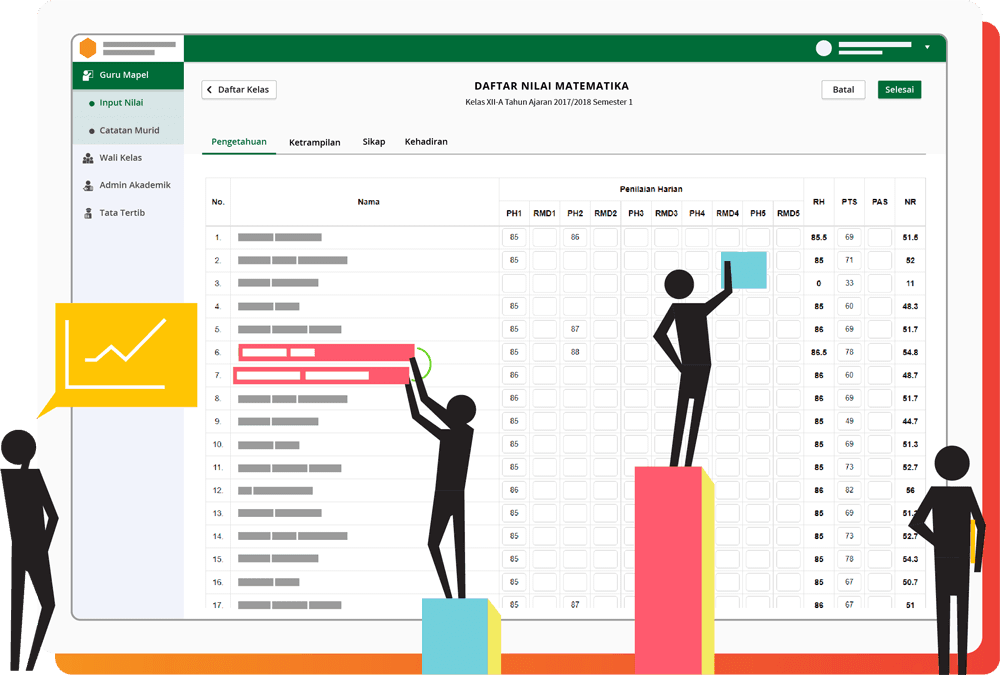 Guru Mapel
Input Nilai
Catatan Murid
Wali Kelas
Admin Akademik
Tata Tertib
Daftar Kelas
DAFTAR NILAI MATEMATIKA
Kelas XII-A Tahun Ajaran 2017/2018 Semester 1
Batal
Selesai
Pengetahuan Ketrampilan Sikap Kehadiran
No. Nama Penilaian Harian RH PTS PAS NR
PH1 RMD1 PH2 RMD2 PH3 RMD3 PH4 RMD4 PH5 RMD5
1. 85 86 85.5 69 51.5
2. 85 85 71 52
3. 0 33 11
4. 85 85 60 48.3
5. 85 87 86 69 51.7
6. 85 88 86.5 78 54.8
7. 86 86 60 48.7
8. 86 86 69 51.7
9. 85 85 49 44.7
10. 85 85 69 51.3
11. 85 85 73 52.7
12. 86 86 82 56
13. 85 85 69
14. 85 85 73 52.7
15. 85 85 78 54.3
16. 85 85 67 50.7
17. 85 87 86 67 51